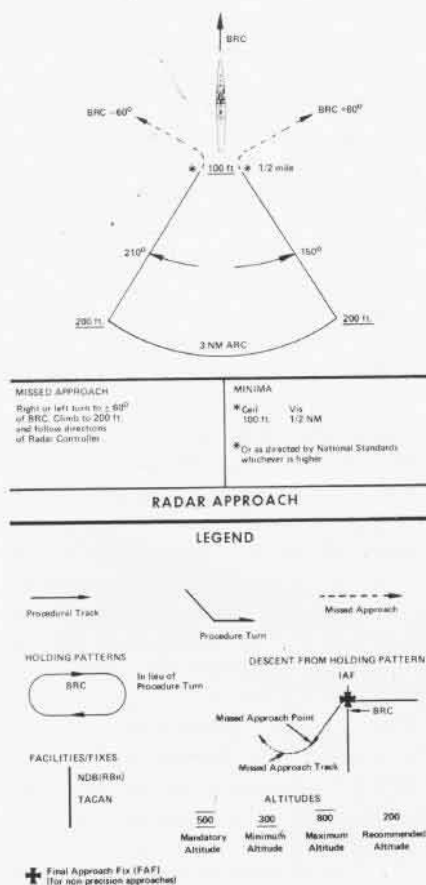 BRC
BRC -60° BRC +60°
* 100 ft. * 1/2 mile
210° 150°
200 ft. 200 ft.
3 NM ARC
MISSED APPROACH
Right or left turn to ± 60°
of BRC. Climb to 200 ft.
and follow directions
of Radar Controller
MINIMA
*Ceil Vis
100 ft. 1/2 NM
*Or as directed by National Standards
whichever is higher
RADAR APPROACH
LEGEND
Procedural Track
Procedure Turn
Missed Approach
HOLDING PATTERNS
BRC
In lieu of
Procedure Turn
DESCENT FROM HOLDING PATTERN
IAF
BRC
Missed Approach Point
Missed Approach Track
FACILITIES/FIXES
NDB(RBn)
TACAN
ALTITUDES
500 300 800 200
Mandatory Minimum Maximum Recommended
Altitude Altitude Altitude Altitude
Final Approach Fix (FAF)
(for non precision approaches)